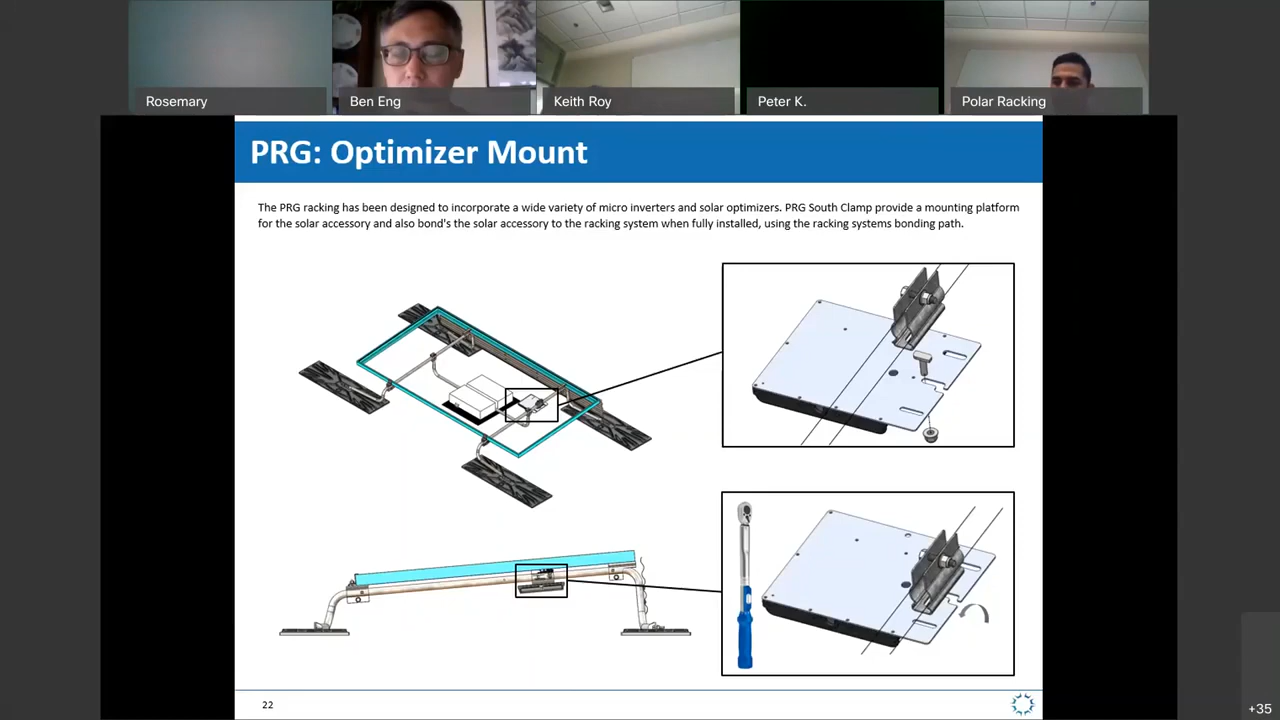 Rosemary
Ben Eng
Keith Roy
Peter K.
Polar Racking
PRG: Optimizer Mount
The PRG racking has been designed to incorporate a wide variety of micro inverters and solar optimizers. PRG South Clamp provide a mounting platform
for the solar accessory and also bond's the solar accessory to the racking system when fully installed, using the racking systems bonding path.
22
+35